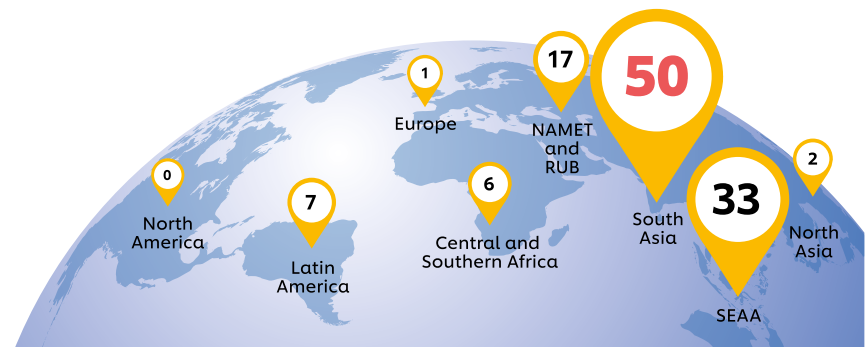 0
North
America
7
Latin
America
1
Europe
6
Central and
Southern Africa
17
NAMET
and
RUB
50
South
Asia
33
SEAA
2
North
Asia